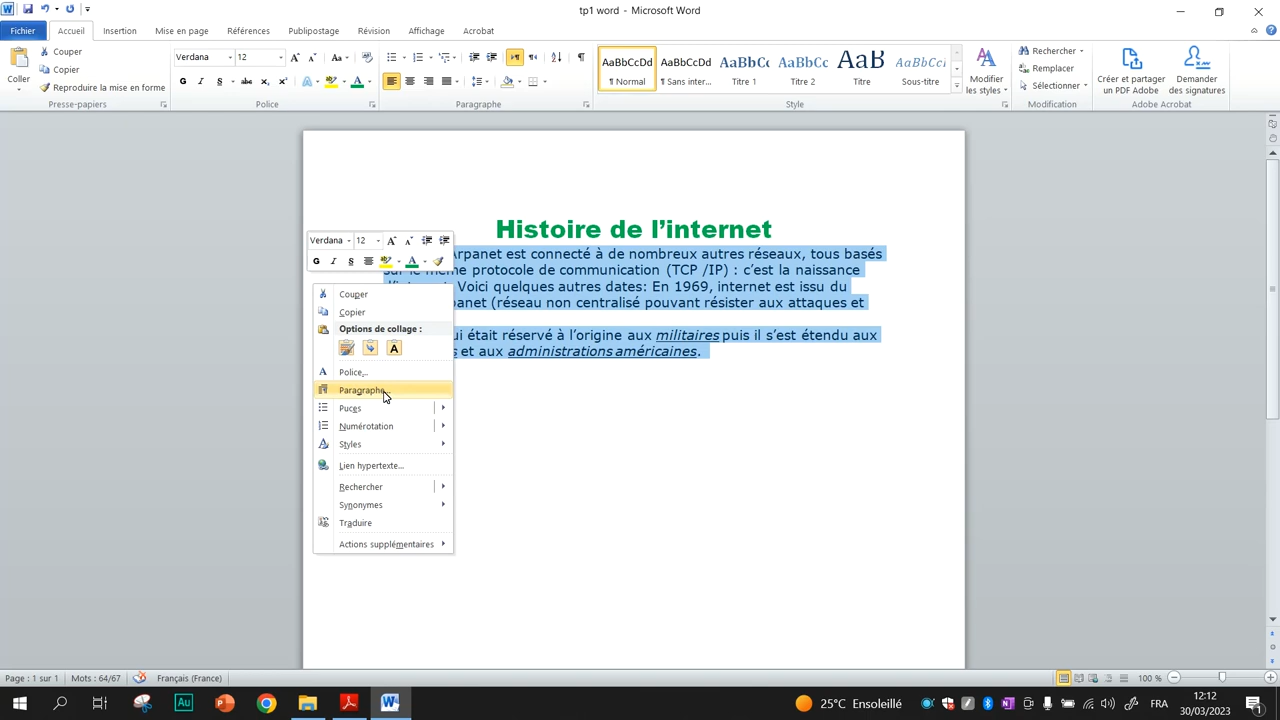 tp1 word - Microsoft Word
Fichier Accueil Insertion Mise en page Références Publipostage Révision Affichage Acrobat
Coller
Couper
Copier
Reproduire la mise en forme
Presse-papiers
Verdana 12
G I S abc
Police
Paragraphe
AaBbCcDd AaBbCcDd AaBbCc AaBbCc AaB AaBbCcI
¶ Normal ¶ Sans inter... Titre 1 Titre 2 Titre Sous-titre
Style
Modifier les styles
Rechercher
Remplacer
Sélectionner
Modification
Créer et partager un PDF Adobe
Demander des signatures
Adobe Acrobat
Histoire de l'internet
Arpanet est connecté à de nombreux autres réseaux, tous basés
sur le même protocole de communication (TCP /IP) : c'est la naissance
Voici quelques autres dates: En 1969, internet est issu du
(réseau non centralisé pouvant résister aux attaques et
était réservé à l'origine aux militaires puis il s'est étendu aux
et aux administrations américaines.
Verdana 12
G I S
Couper
Copier
Options de collage :
Police...
Paragraphe...
Puces
Numérotation
Styles
Lien hypertexte...
Rechercher
Synonymes
Traduire
Actions supplémentaires
Page : 1 sur 1 Mots : 64/67 Français (France) 100 %
25°C Ensoleillé FRA 12:12
30/03/2023